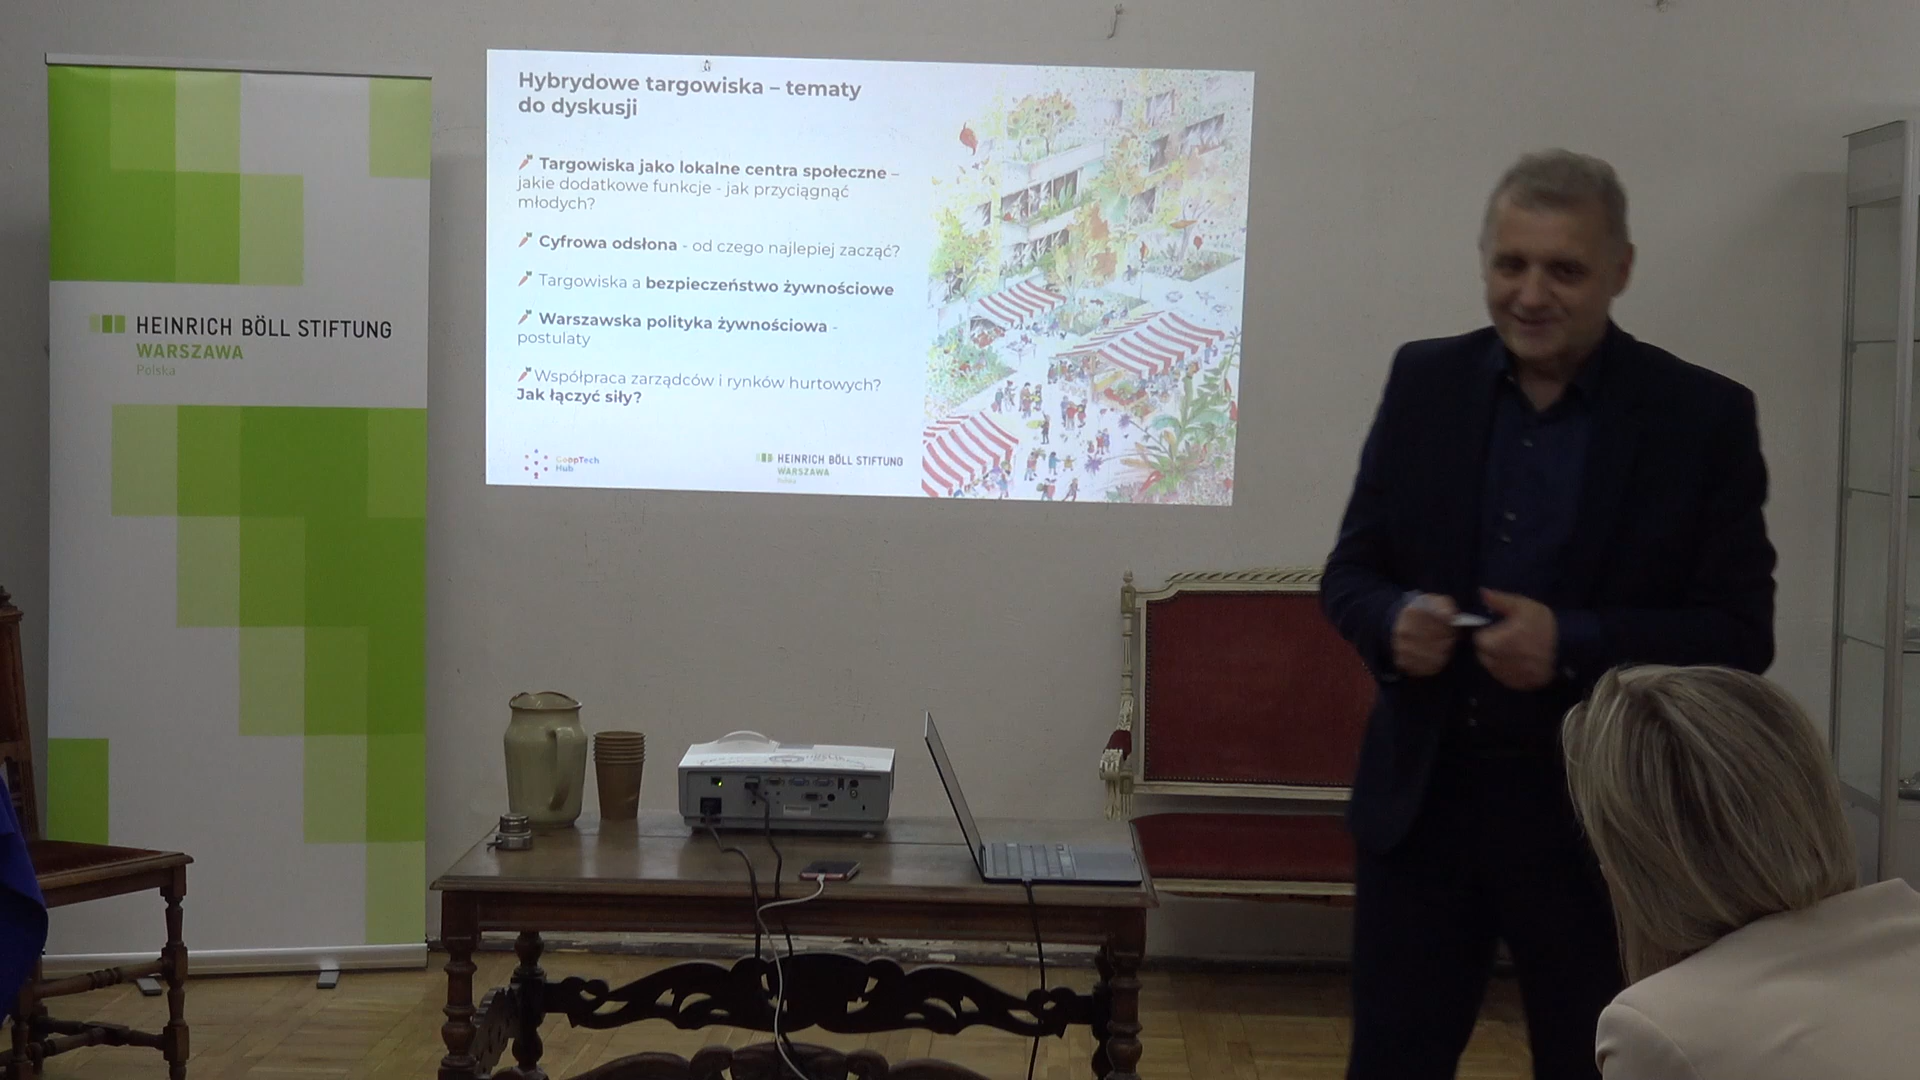 HEINRICH BÖLL STIFTUNG
WARSZAWA
Polska
Hybrydowe targowiska – tematy
do dyskusji
Targowiska jako lokalne centra społeczne –
jakie dodatkowe funkcje - jak przyciągnąć
młodych?
Cyfrowa odsłona - od czego najlepiej zacząć?
Targowiska a bezpieczeństwo żywnościowe
Warszawska polityka żywnościowa -
postulaty
Współpraca zarządców i rynków hurtowych?
Jak łączyć siły?
CoopTech
Hub
HEINRICH BÖLL STIFTUNG
WARSZAWA
Polska